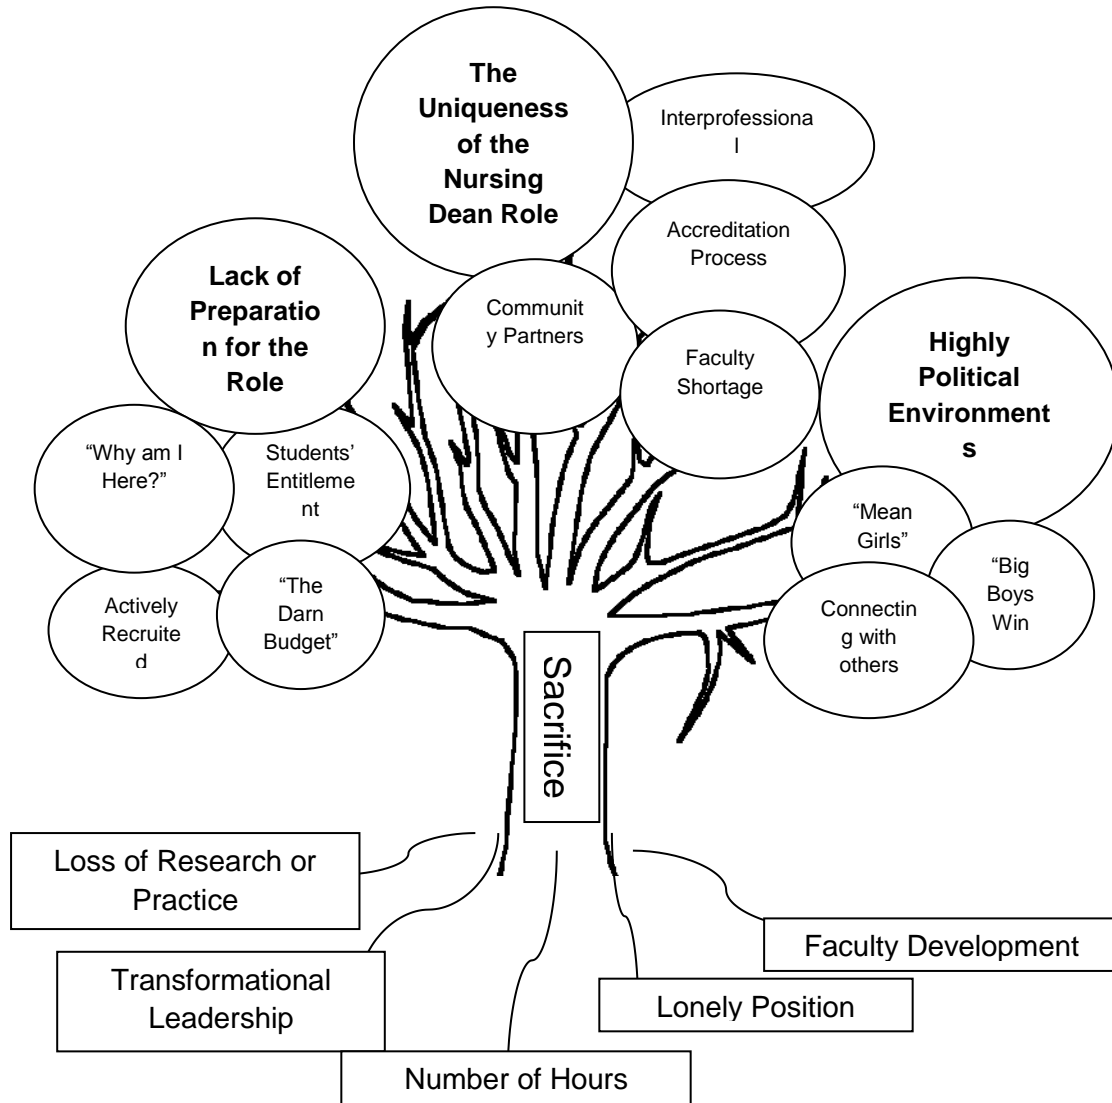 The
Uniqueness
of the
Nursing
Dean Role
Interprofessiona
l
Accreditation
Process
Community
y Partners
Faculty
Shortage
Lack of
Preparatio
n for the
Role
“Why am I
Here?”
Students’
Entitleme
nt
Actively
Recruite
d
“The
Darn
Budget”
Highly
Political
Environment
s
“Mean
Girls”
“Big
Boys
Win
Connectin
g with
others
Sacrifice
Loss of Research or
Practice
Transformational
Leadership
Number of Hours
Lonely Position
Faculty Development